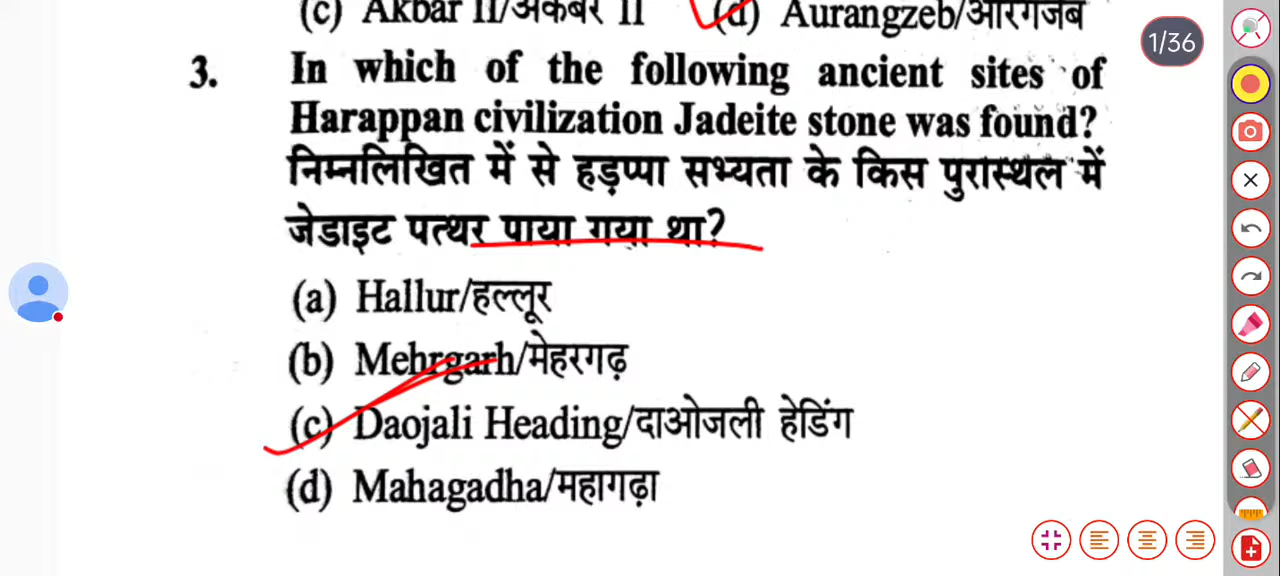 (c) Akbar II/अकबर II (d) Aurangzeb/औरंगजेब
1/36
3. In which of the following ancient sites of
Harappan civilization Jadeite stone was found?
निम्नलिखित में से हड़प्पा सभ्यता के किस पुरास्थल में
जेडाइट पत्थर पाया गया था?
(a) Hallur/हल्लूर
(b) Mehrgarh/मेहरगढ़
(c) Daojali Heading/दाओजली हेडिंग
(d) Mahagadha/महागढ़ा